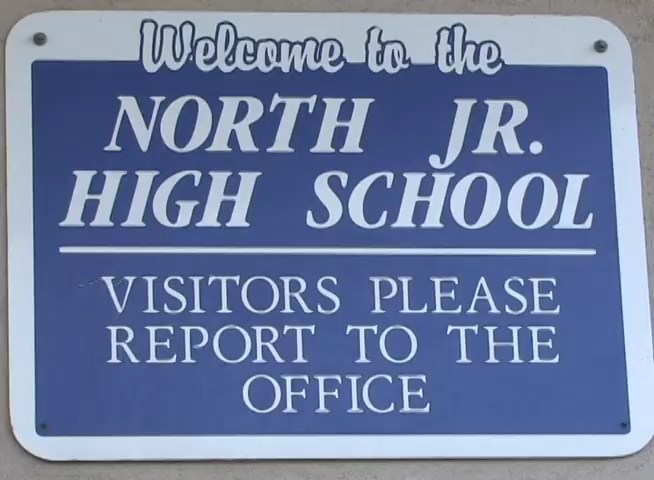 Welcome to the
NORTH JR.
HIGH SCHOOL
VISITORS PLEASE
REPORT TO THE
OFFICE